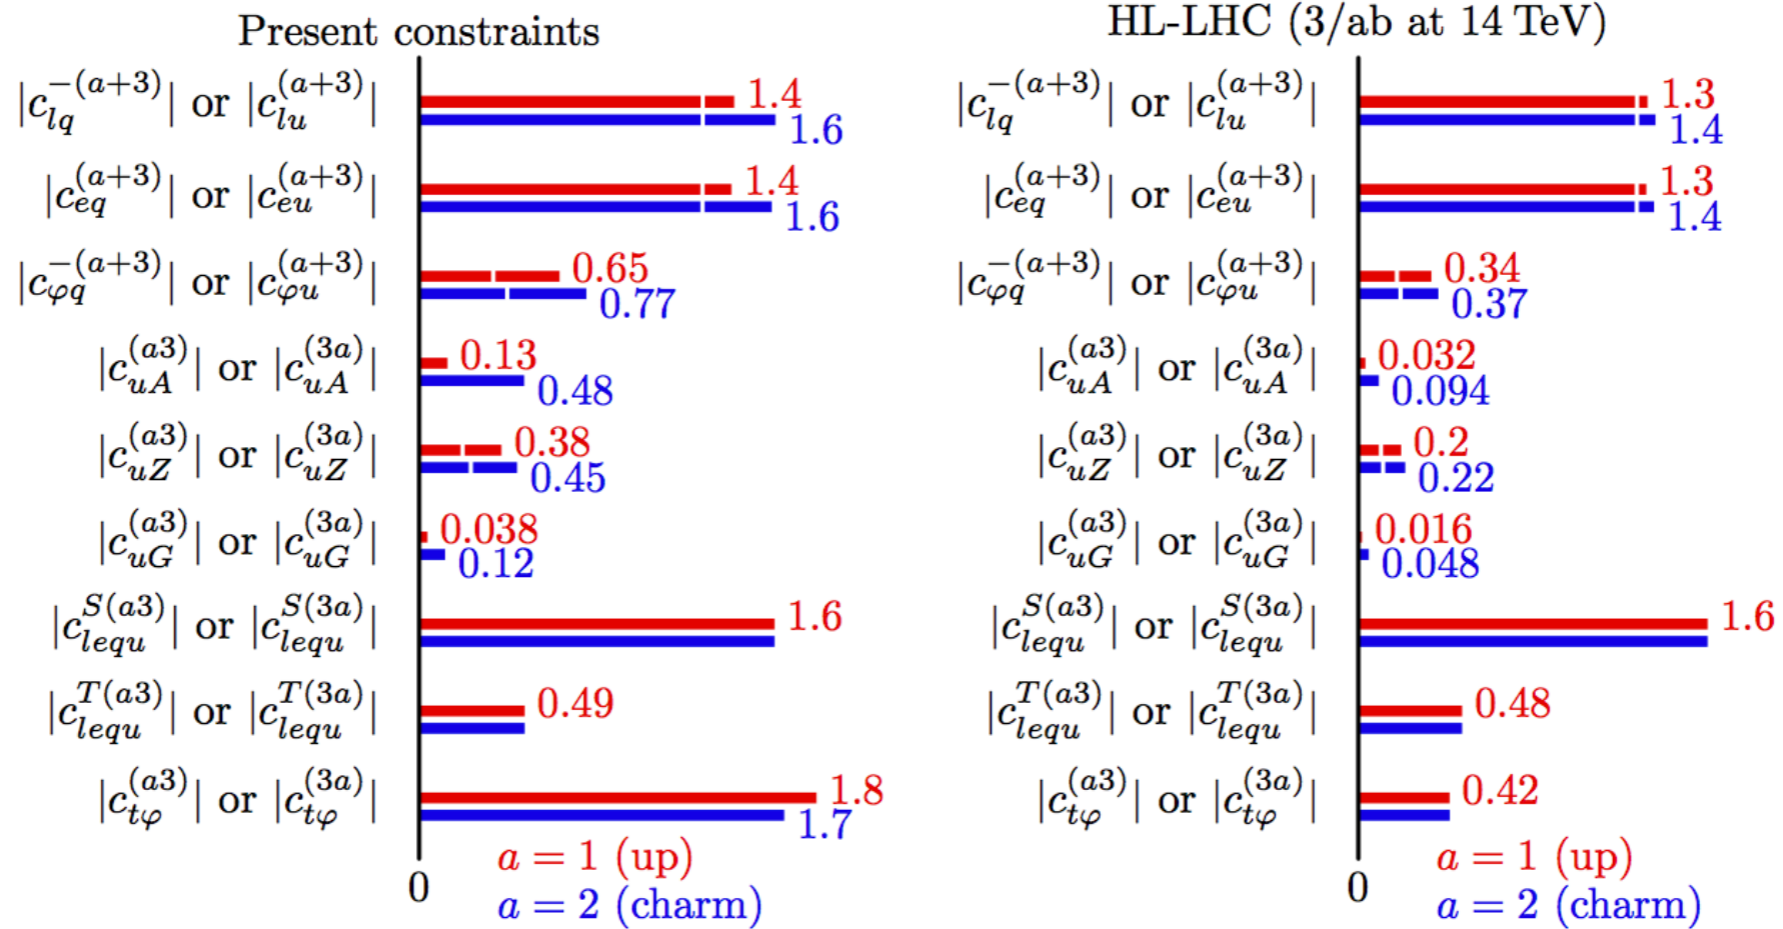 Present constraints
|c_{lq}^{-(a+3)}| or |c_{lu}^{(a+3)}| 1.4
1.6
|c_{eq}^{(a+3)}| or |c_{eu}^{(a+3)}| 1.4
1.6
|c_{φq}^{-(a+3)}| or |c_{φu}^{(a+3)}| 0.65
0.77
|c_{uA}^{(a3)}| or |c_{uA}^{(3a)}| 0.13
0.48
|c_{uZ}^{(a3)}| or |c_{uZ}^{(3a)}| 0.38
0.45
|c_{uG}^{(a3)}| or |c_{uG}^{(3a)}| 0.038
0.12
|c_{lequ}^{S(a3)}| or |c_{lequ}^{S(3a)}| 1.6
|c_{lequ}^{T(a3)}| or |c_{lequ}^{T(3a)}| 0.49
|c_{tφ}^{(a3)}| or |c_{tφ}^{(3a)}| 1.8
1.7
a = 1 (up)
0
a = 2 (charm)
HL-LHC (3/ab at 14 TeV)
|c_{lq}^{-(a+3)}| or |c_{lu}^{(a+3)}| 1.3
1.4
|c_{eq}^{(a+3)}| or |c_{eu}^{(a+3)}| 1.3
1.4
|c_{φq}^{-(a+3)}| or |c_{φu}^{(a+3)}| 0.34
0.37
|c_{uA}^{(a3)}| or |c_{uA}^{(3a)}| 0.032
0.094
|c_{uZ}^{(a3)}| or |c_{uZ}^{(3a)}| 0.2
0.22
|c_{uG}^{(a3)}| or |c_{uG}^{(3a)}| 0.016
0.048
|c_{lequ}^{S(a3)}| or |c_{lequ}^{S(3a)}| 1.6
|c_{lequ}^{T(a3)}| or |c_{lequ}^{T(3a)}| 0.48
|c_{tφ}^{(a3)}| or |c_{tφ}^{(3a)}| 0.42
a = 1 (up)
0
a = 2 (charm)